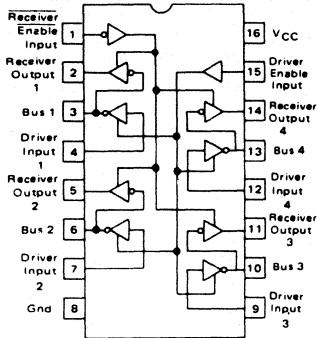 Receiver
Enable
Input
1
Receiver
Output
1
2
Bus 1
3
Driver
Input
1
4
Receiver
Output
2
5
Bus 2
6
Driver
Input
2
7
Gnd
8
16
VCC
15
Driver
Enable
Input
14
Receiver
Output
4
13
Bus 4
12
Driver
Input
4
11
Receiver
Output
3
10
Bus 3
9
Driver
Input
3